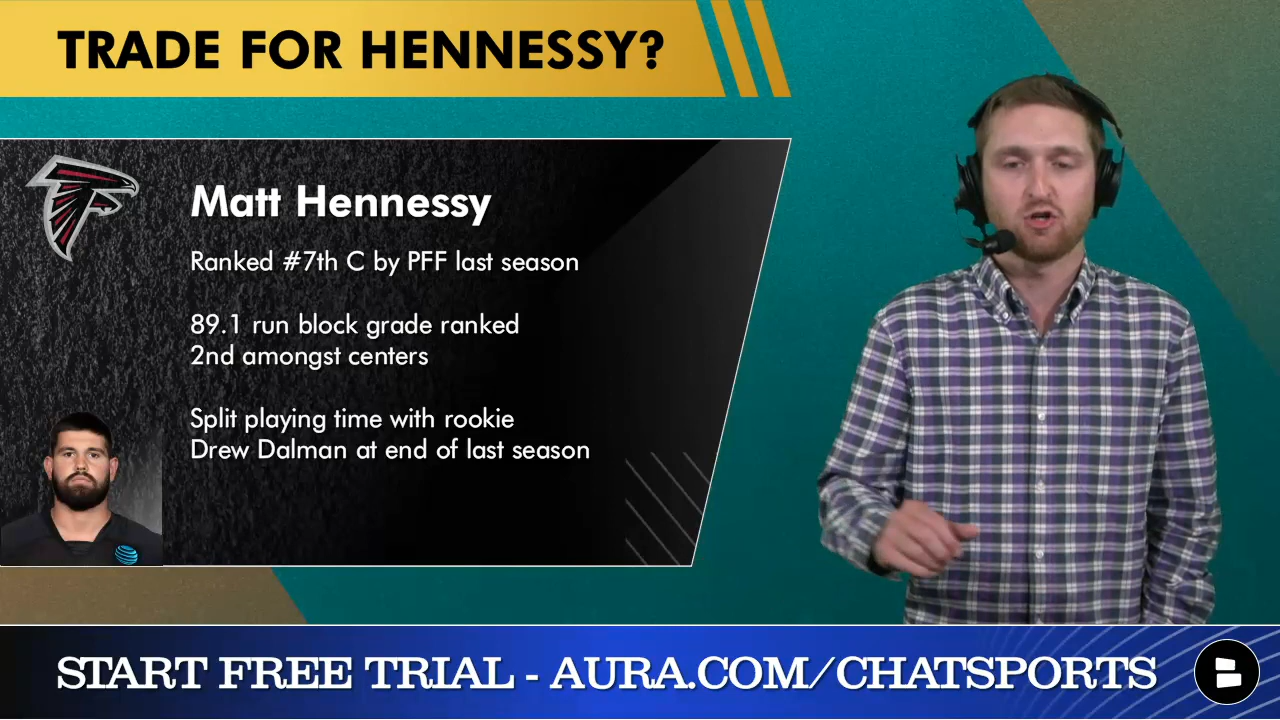 TRADE FOR HENNESSY?
Matt Hennessy
Ranked #7th C by PFF last season
89.1 run block grade ranked
2nd amongst centers
Split playing time with rookie
Drew Dalman at end of last season
START FREE TRIAL - AURA.COM/CHATSPORTS